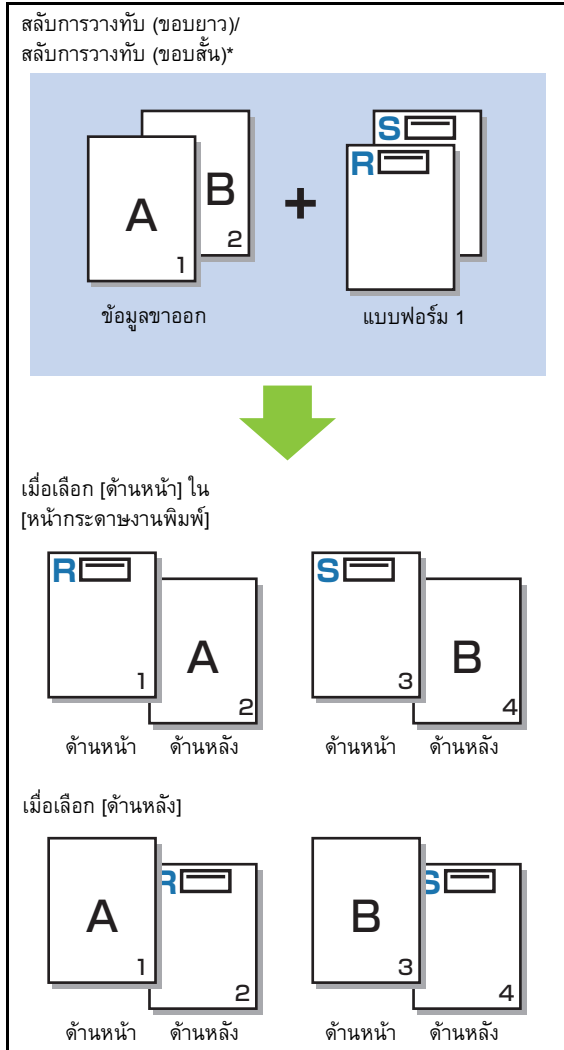 สลับการวางทับ (ขอบยาว)/
สลับการวางทับ (ขอบสั้น)*
A
1
B
2
+
R
S
ข้อมูลขาออก
แบบฟอร์ม 1
เมื่อเลือก [ด้านหน้า] ใน
[หน้ากระดาษงานพิมพ์]
R
1
A
2
S
3
B
4
ด้านหน้า ด้านหลัง ด้านหน้า ด้านหลัง
เมื่อเลือก [ด้านหลัง]
A
1
R
2
B
3
S
4
ด้านหน้า ด้านหลัง ด้านหน้า ด้านหลัง